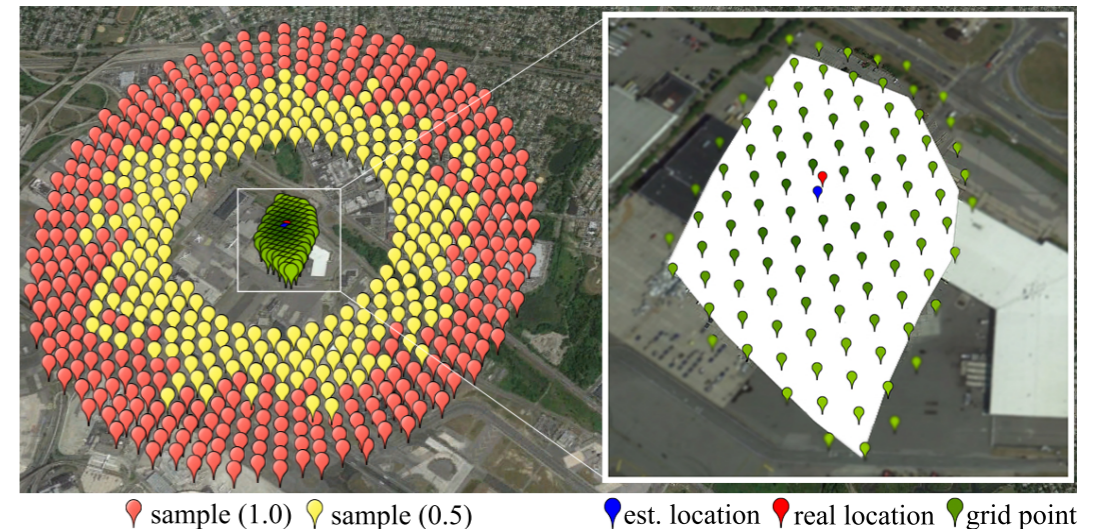 sample (1.0) sample (0.5) est. location real location grid point